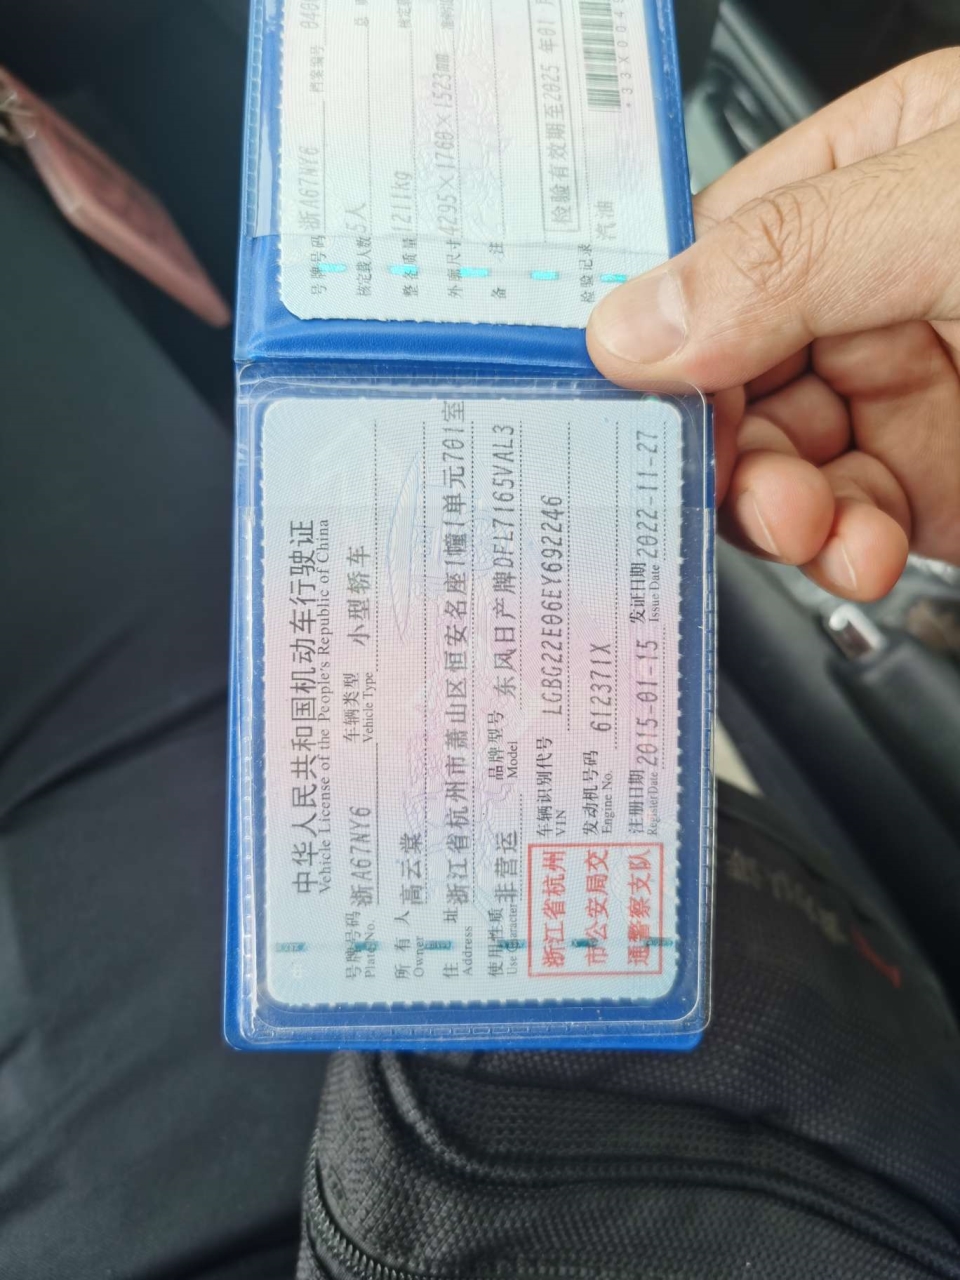 中华人民共和国机动车行驶证
Vehicle License of the People's Republic of China
号牌号码 浙A67NY6 车辆类型 小型轿车
Plate No. Vehicle Type
所有人 高云棠
Owner
住址 浙江省杭州市萧山区恒安名座1幢1单元701室
Address
使用性质 非营运 品牌型号 东风日产牌DFL7165VAL3
Use Character Model
浙江省杭州
市公安局交
通警察支队
车辆识别代号 LGBG22E06EY692246
VIN
发动机号码 612371X
Engine No.
注册日期 2015-01-15 发证日期 2022-11-27
Register Date Issue Date
号牌号码 浙A67NY6 档案编号
核定载人数 5人
整备质量 1211kg
外廓尺寸 4295×1760×1523mm
备注
检验有效期至2025 年01
检验记录
汽油